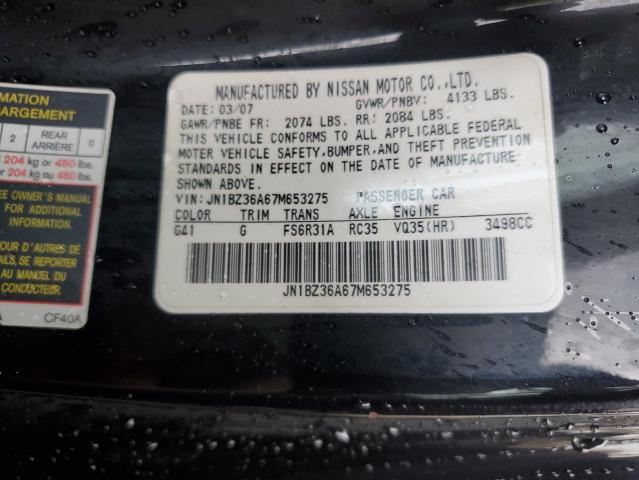 MATION
ARGEMENT
2 REAR ARRIÈRE 0
204 kg or 450 lbs.
r 204 kg ou 450 lbs.
EE OWNER'S MANUAL
FOR ADDITIONAL
INFORMATION.
ails, SE REPORTER
AU MANUEL DU
CONDUCTEUR.
CF40A
MANUFACTURED BY NISSAN MOTOR CO.,LTD.
DATE: 03/07 GVWR/PNBV: 4133 LBS.
GAWR/PNBE FR: 2074 LBS. RR: 2084 LBS.
THIS VEHICLE CONFORMS TO ALL APPLICABLE FEDERAL
MOTOR VEHICLE SAFETY,BUMPER,AND THEFT PREVENTION
STANDARDS IN EFFECT ON THE DATE OF MANUFACTURE
SHOWN ABOVE.
VIN: JN1BZ36A67M653275 PASSENGER CAR
COLOR TRIM TRANS AXLE ENGINE
G41 G FS6R31A RC35 VQ35(HR) 3498CC
JN1BZ36A67M653275